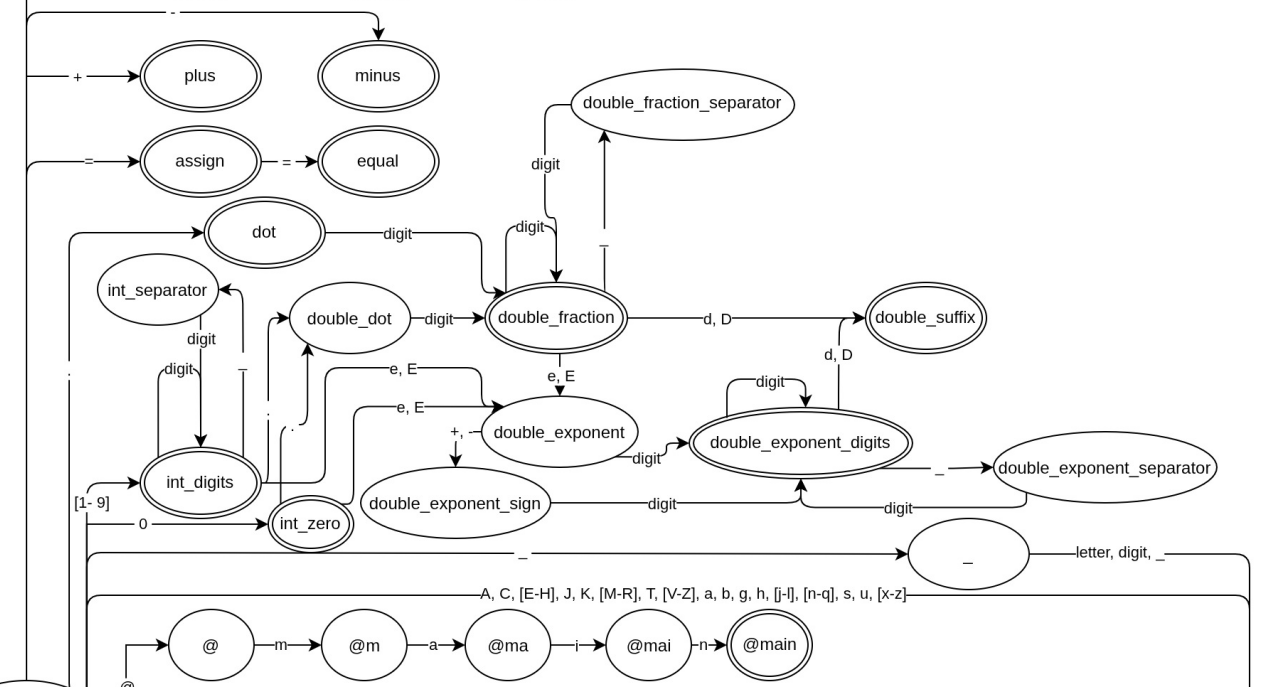 -
+
plus
minus
double_fraction_separator
=
assign
=
equal
digit
dot
digit
digit
_
int_separator
double_dot
digit
double_fraction
d, D
double_suffix
digit
digit
_
.
e, E
e, E
d, D
digit
.
.
e, E
+, -
double_exponent
digit
double_exponent_digits
_
double_exponent_separator
[1- 9]
int_digits
0
int_zero
double_exponent_sign
digit
digit
_
_
letter, digit, _
A, C, [E-H], J, K, [M-R], T, [V-Z], a, b, g, h, [j-l], [n-q], s, u, [x-z]
@
m
@m
a
@ma
i
@mai
n
@main
@